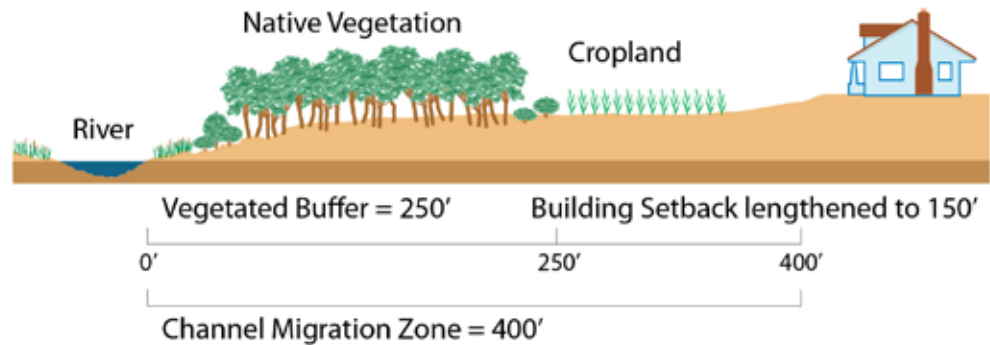 Native Vegetation
Cropland
River
Vegetated Buffer = 250′
Building Setback lengthened to 150′
0′
250′
400′
Channel Migration Zone = 400′